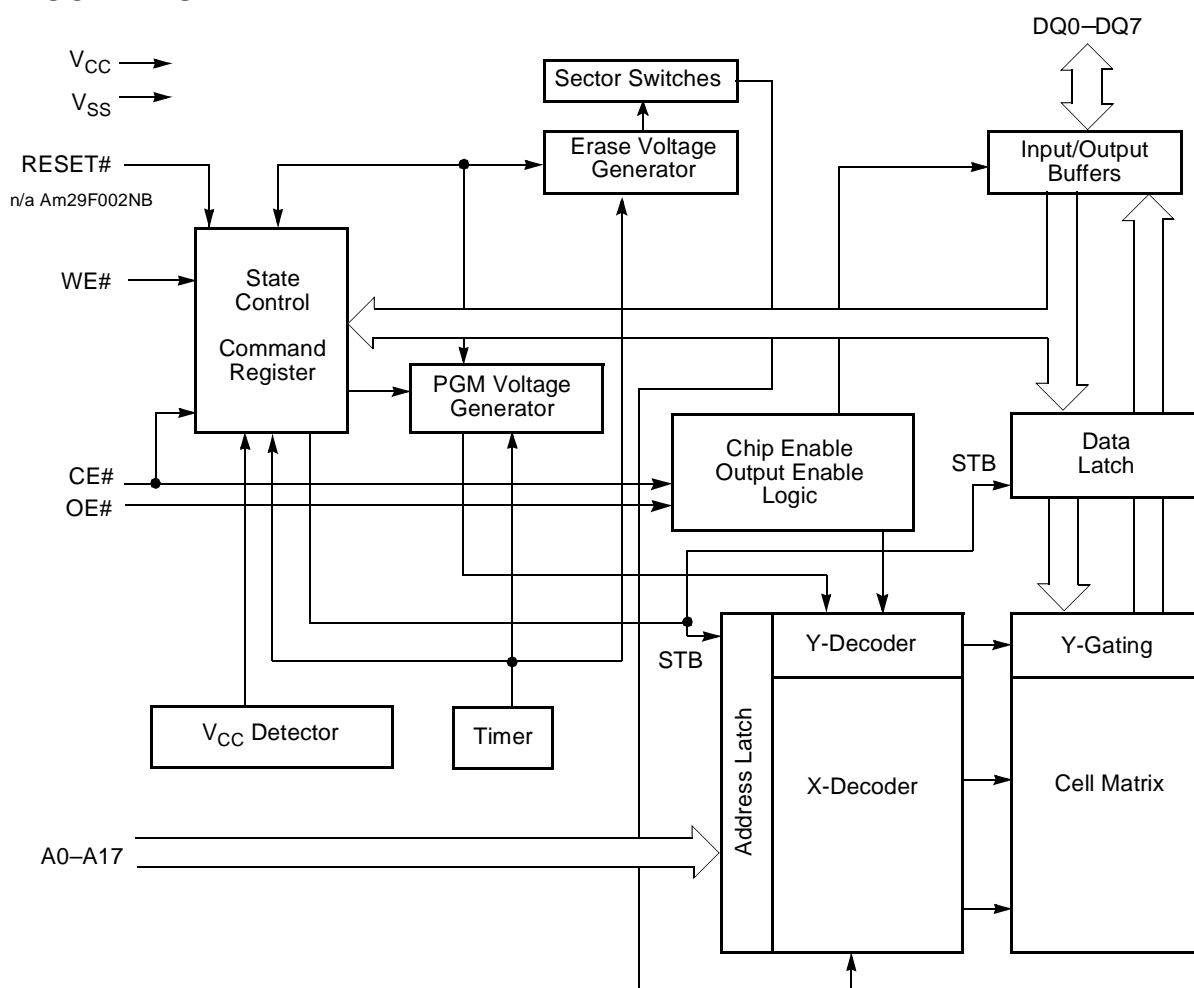 DQ0–DQ7
VCC
VSS
Sector Switches
Erase Voltage
Generator
Input/Output
Buffers
RESET#
n/a Am29F002NB
WE#
State
Control
Command
Register
PGM Voltage
Generator
Chip Enable
Output Enable
Logic
STB
Data
Latch
CE#
OE#
STB
Y-Decoder
Y-Gating
VCC Detector
Timer
Address Latch
X-Decoder
Cell Matrix
A0–A17